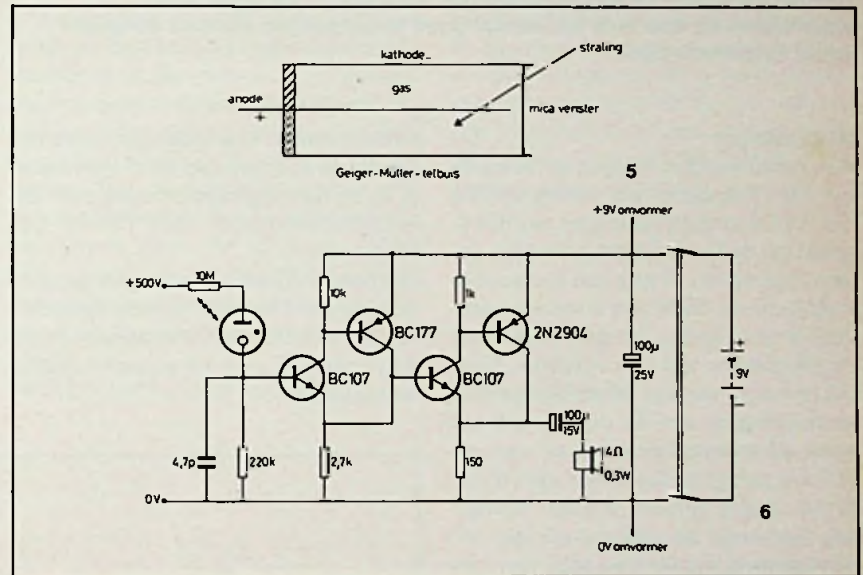 kathode
straling
gas
anode
+
mica venster
Geiger-Müller-telbuis
5
+9V omvormer
+500V
10M
10k
1k
BC177
2N2904
BC107
BC107
100µ
25V
+
9V
-
100µ
15V
4Ω
0,3W
4,7p
220k
2,7k
150
0V
6
0V omvormer